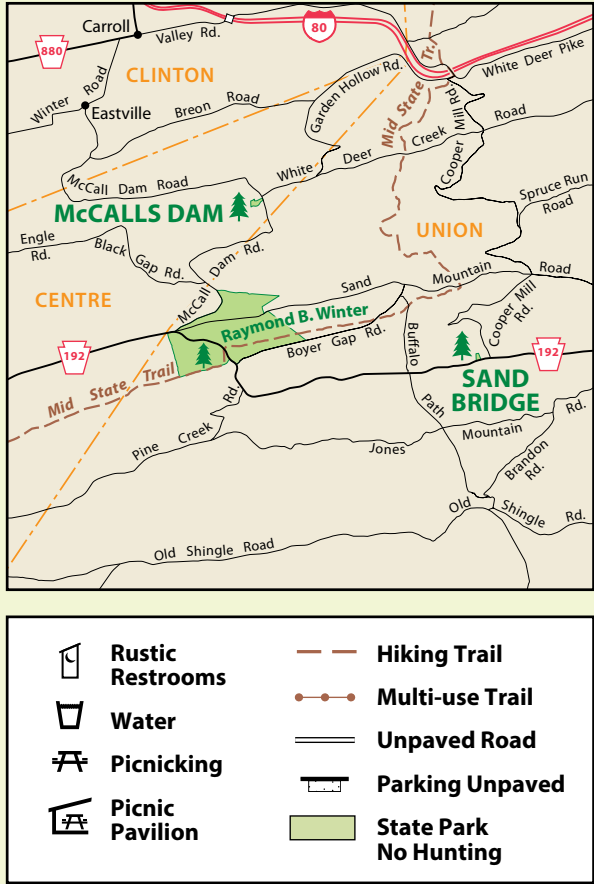 Carroll
880
Valley Rd.
80
Mid State Tr.
White Deer Pike
CLINTON
Winter Road
Eastville
Breon Road
Garden Hollow Rd.
Cooper Mill Rd.
White Deer Creek Road
McCall Dam Road
McCALLS DAM
Spruce Run
Road
UNION
Engle
Rd.
Black Gap Rd.
McCall Dam Rd.
CENTRE
Sand Mountain Road
Raymond B. Winter
Boyer Gap Rd.
Cooper Mill
Rd.
192
192
Buffalo Path
SAND
BRIDGE
Mid State Trail
Pine Creek Rd.
Jones Mountain Rd.
Brandon
Rd.
Old Shingle Rd.
Old Shingle Road
Rustic
Restrooms
Water
Picnicking
Picnic
Pavilion
Hiking Trail
Multi-use Trail
Unpaved Road
Parking Unpaved
State Park
No Hunting